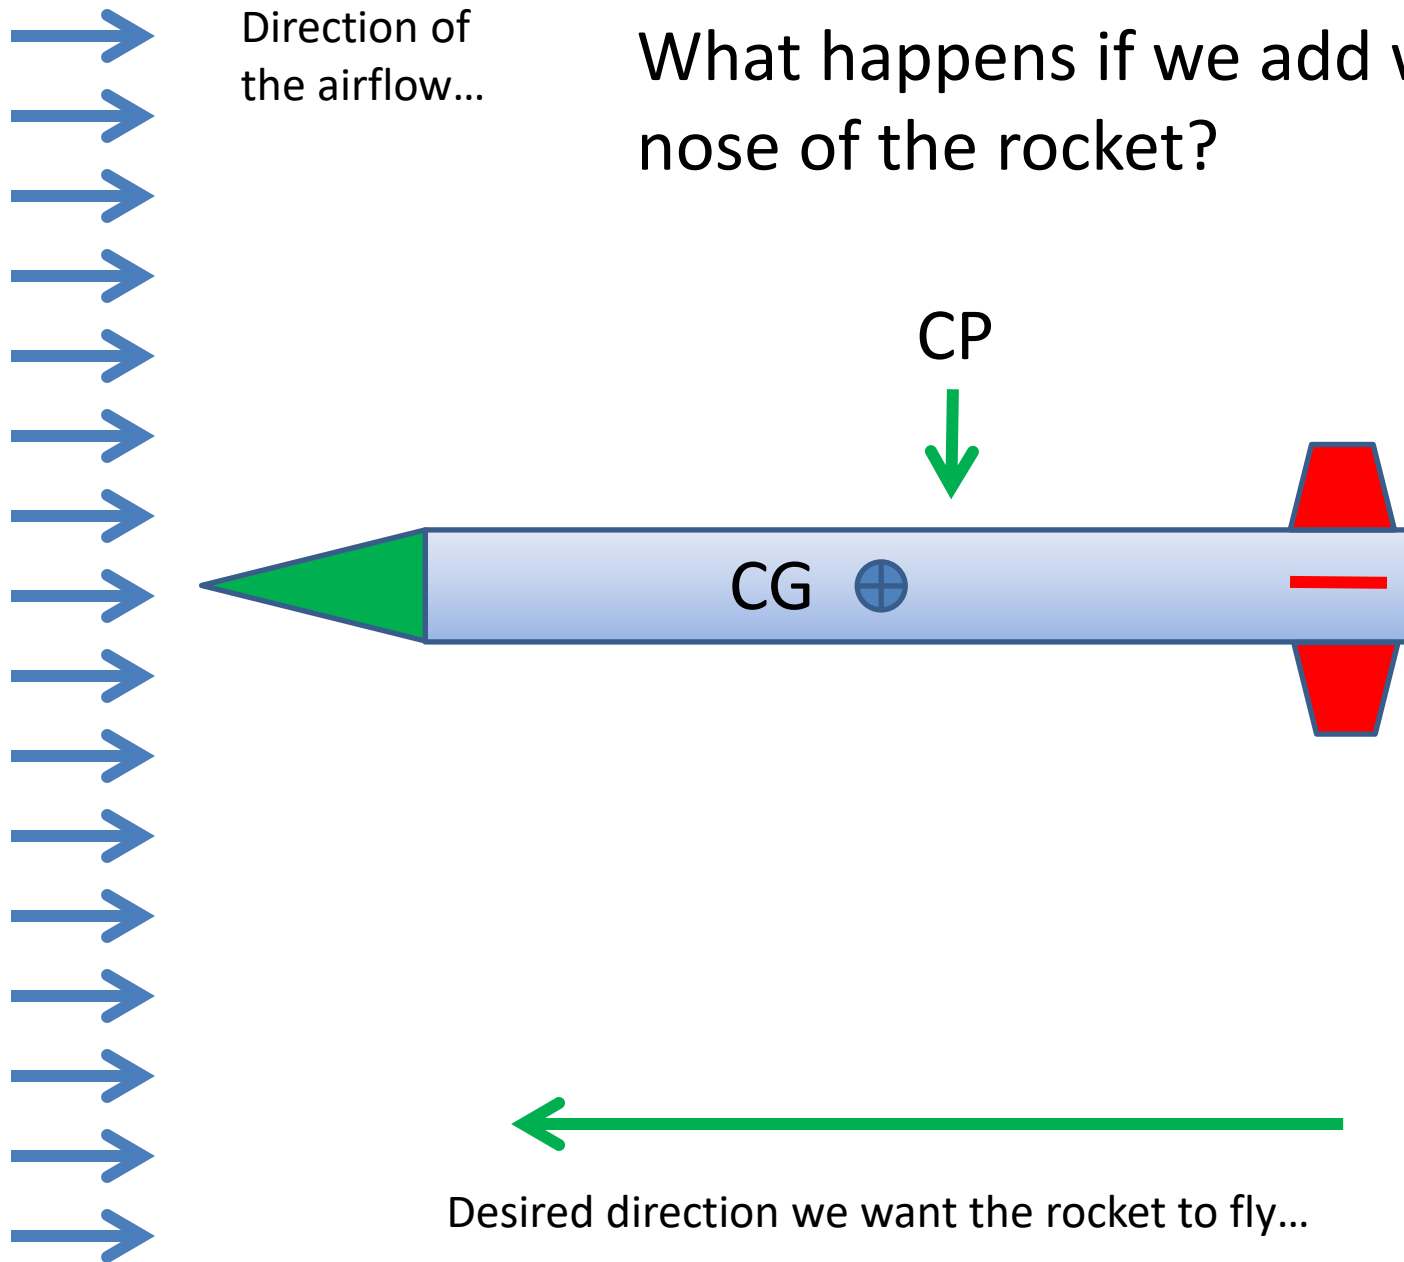 Direction of
the airflow...
What happens if we add
nose of the rocket?
CP
CG
Desired direction we want the rocket to fly...